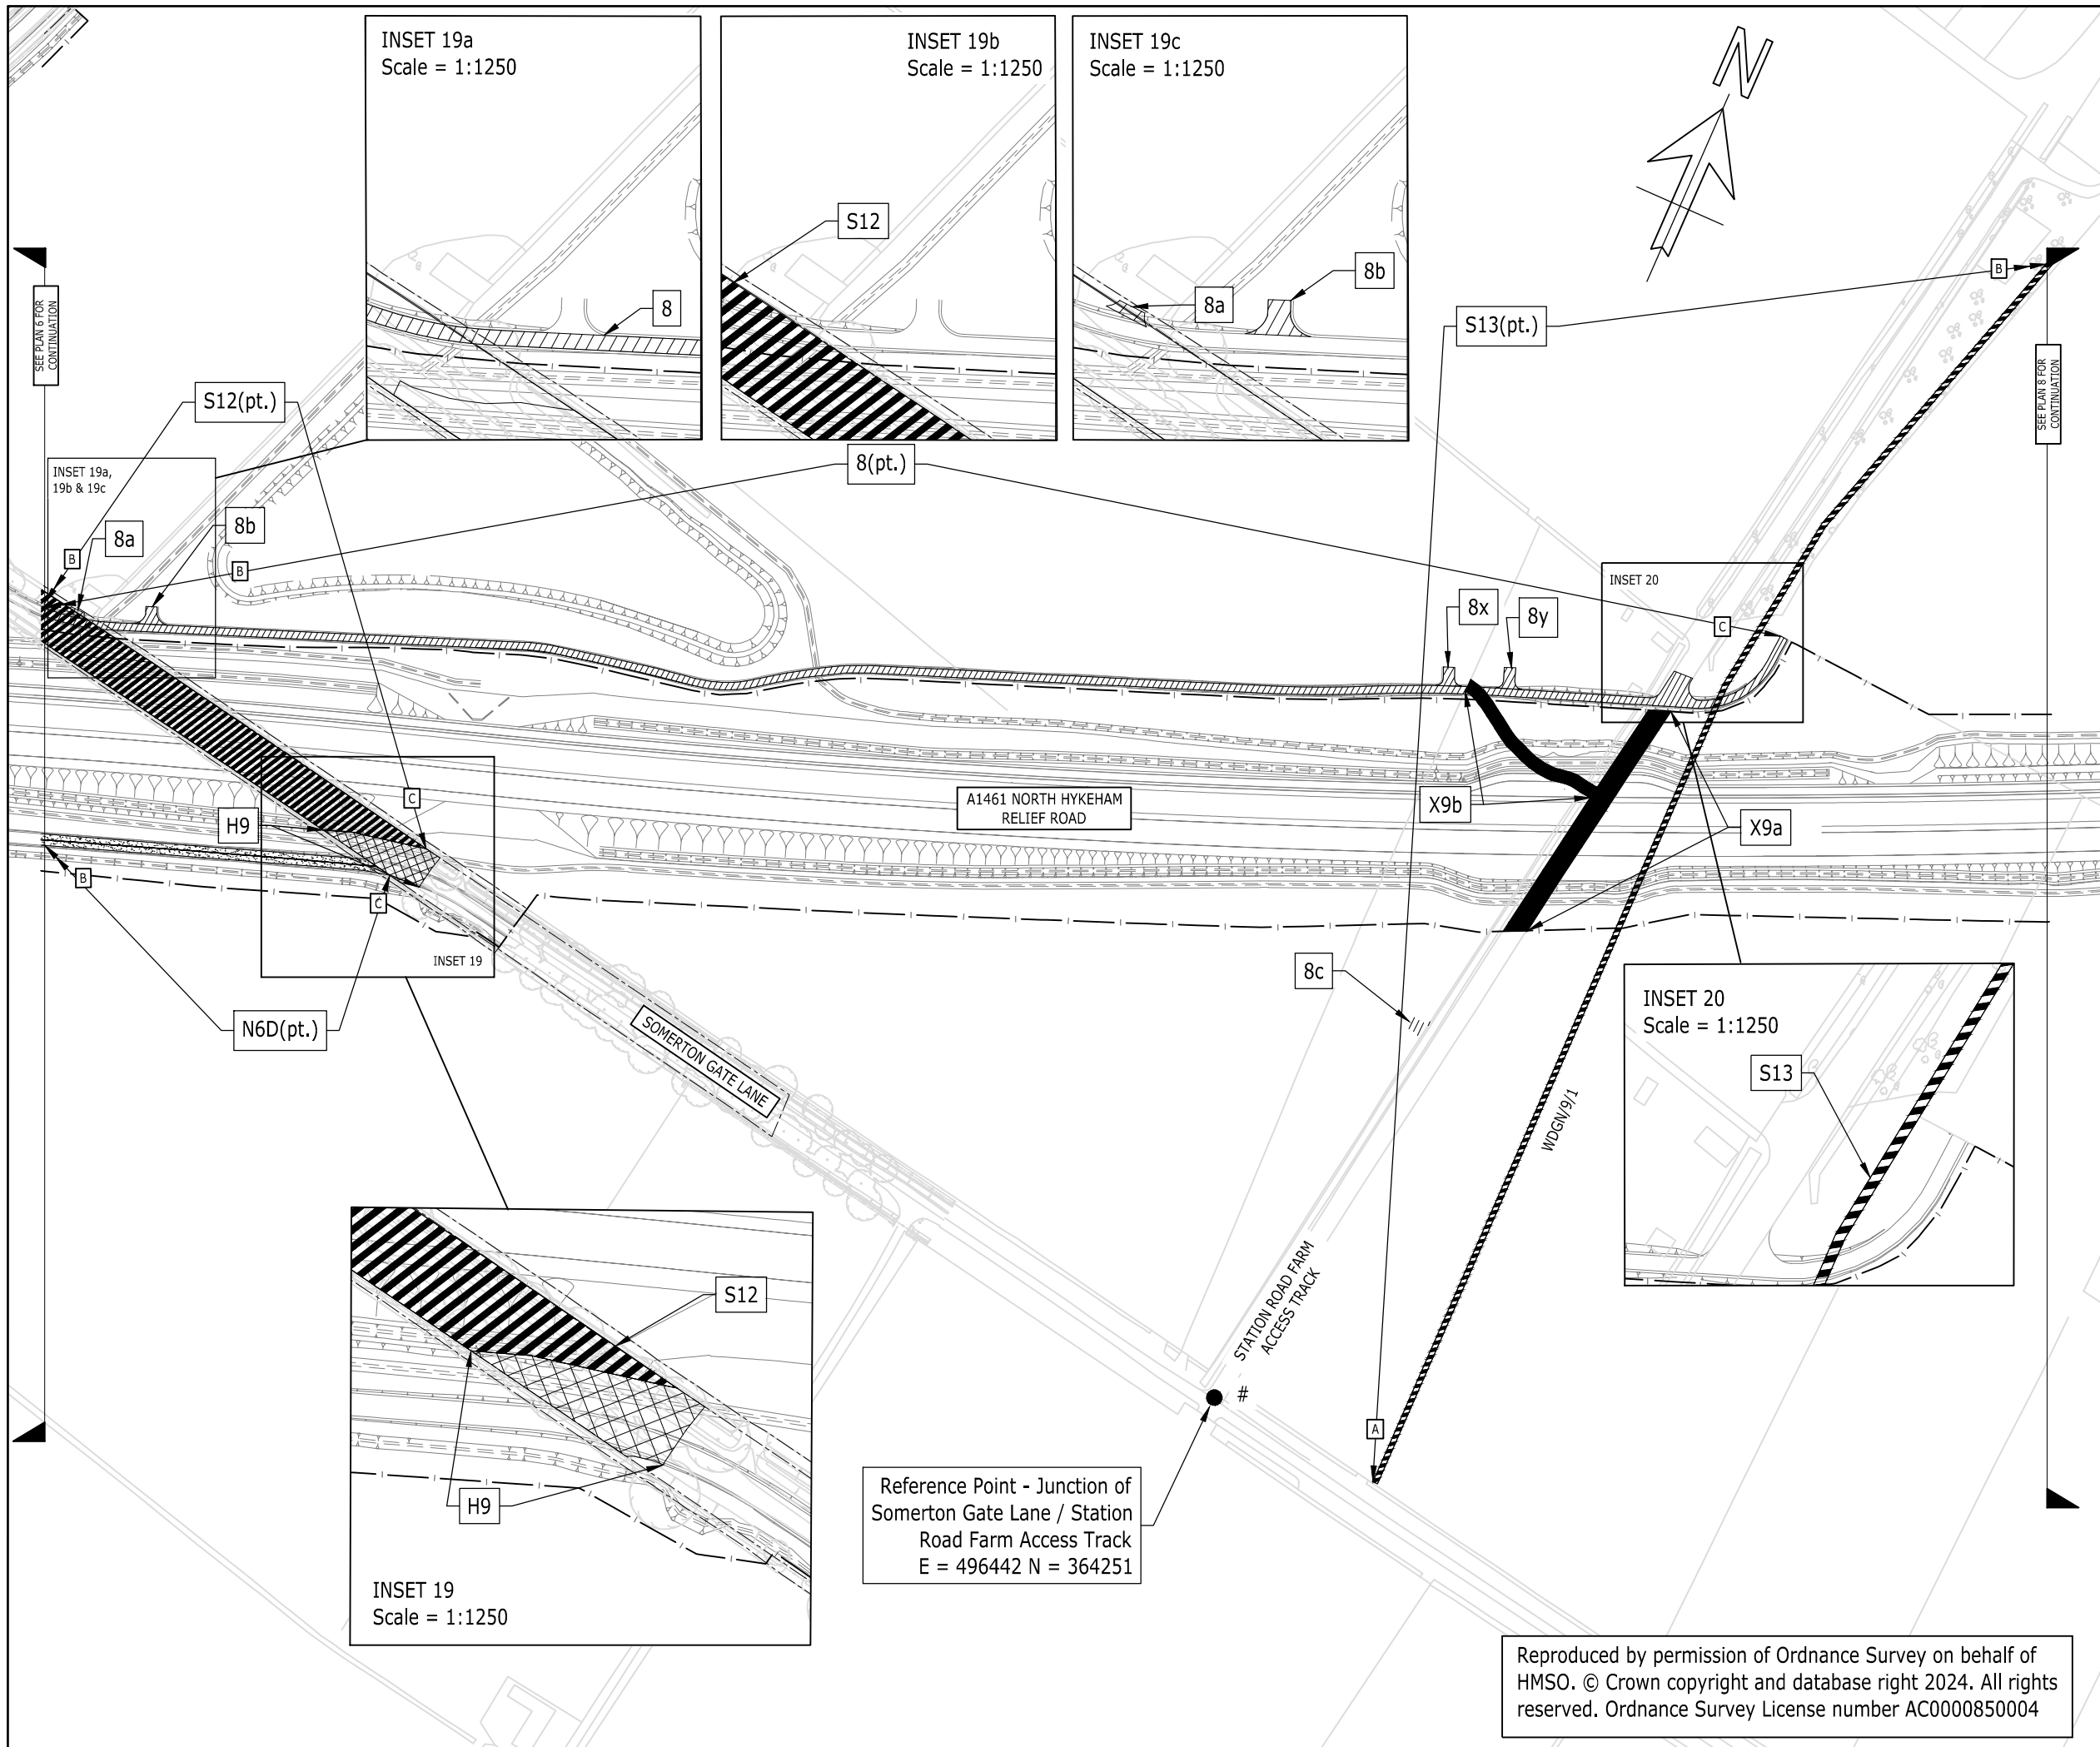 INSET 19a
Scale = 1:1250
INSET 19b
Scale = 1:1250
INSET 19c
Scale = 1:1250
N
8
S12
8a
8b
S13(pt.)
B
SEE PLAN 6 FOR
CONTINUATION
SEE PLAN 8 FOR
CONTINUATION
S12(pt.)
8(pt.)
INSET 19a,
19b & 19c
8b
8a
B
B
INSET 20
8x
8y
C
A1461 NORTH HYKEHAM
RELIEF ROAD
C
H9
X9b
X9a
B
C
INSET 19
8c
N6D(pt.)
SOMERTON GATE LANE
INSET 20
Scale = 1:1250
S13
WDGN/9/1
S12
H9
INSET 19
Scale = 1:1250
STATION ROAD FARM
ACCESS TRACK
#
A
Reference Point - Junction of
Somerton Gate Lane / Station
Road Farm Access Track
E = 496442 N = 364251
Reproduced by permission of Ordnance Survey on behalf of
HMSO. © Crown copyright and database right 2024. All rights
reserved. Ordnance Survey License number AC0000850004